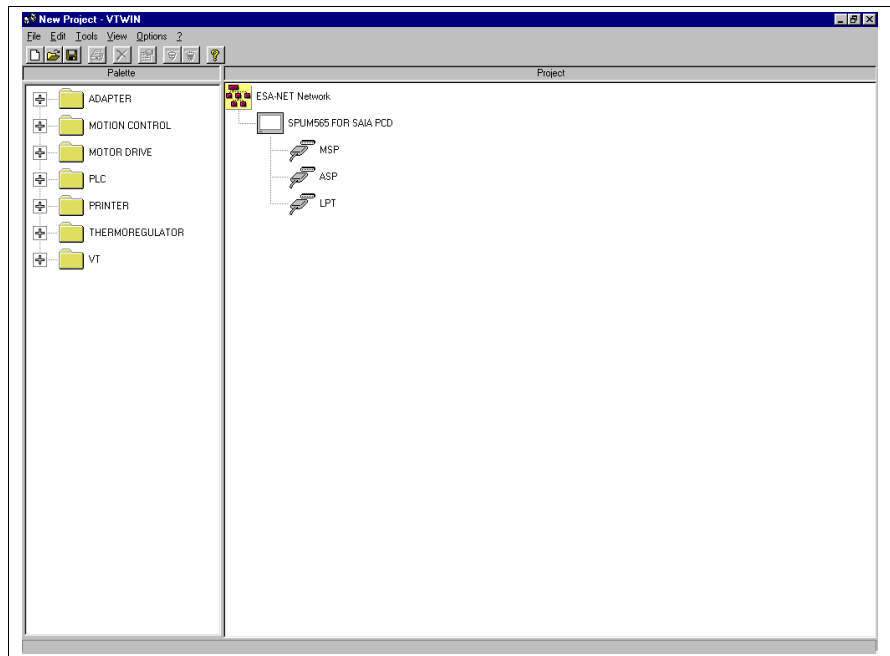 New Project - VTWIN
File Edit Tools View Options ?
Palette
Project
ADAPTER
MOTION CONTROL
MOTOR DRIVE
PLC
PRINTER
THERMOREGULATOR
VT
ESA-NET Network
SPUM565 FOR SAIA PCD
MSP
ASP
LPT